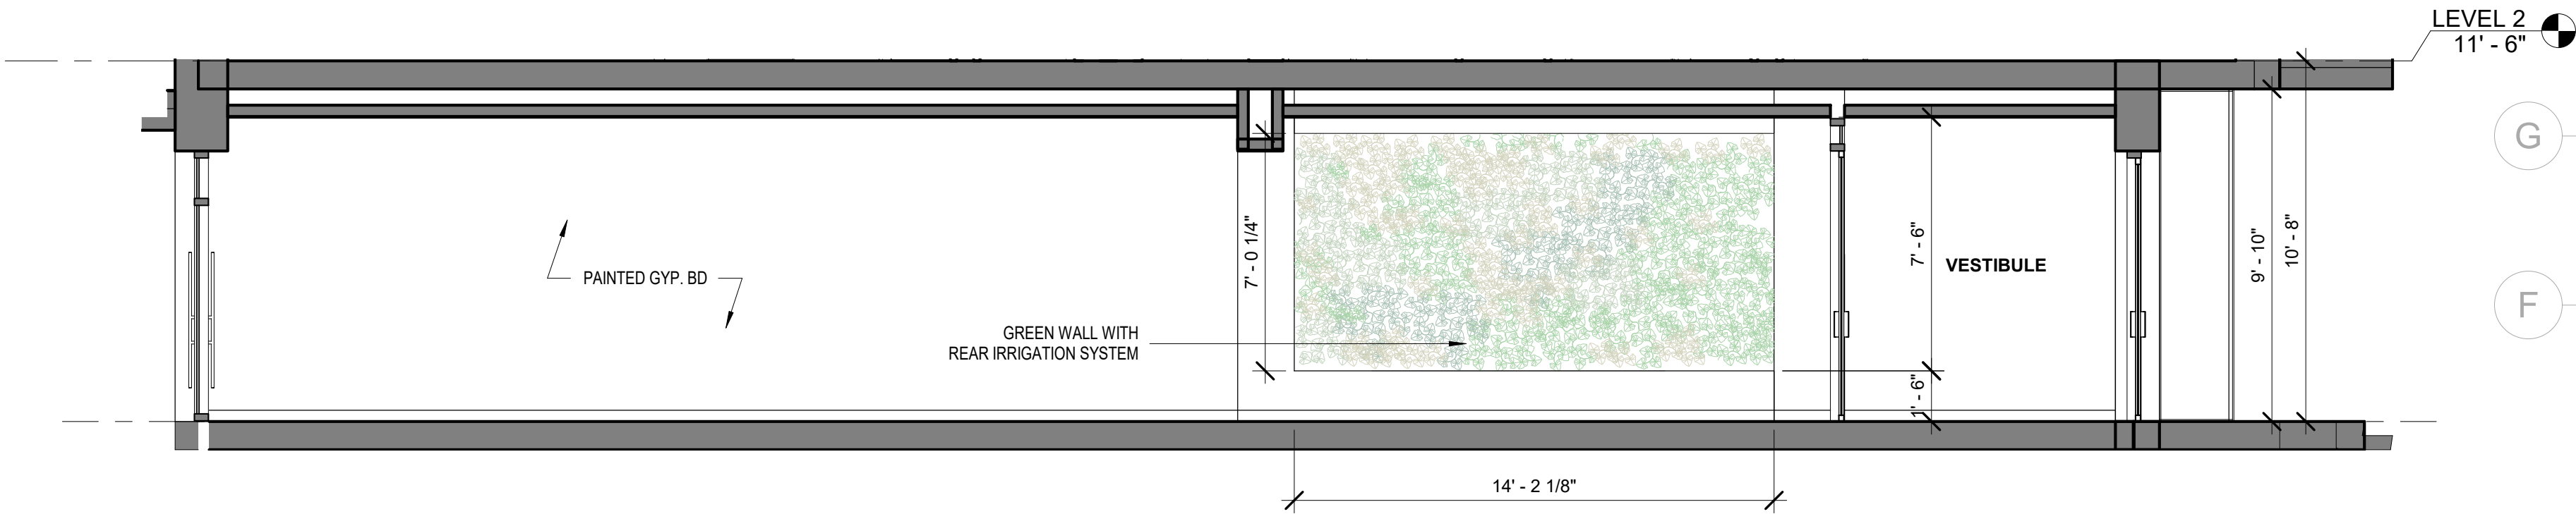 LEVEL 2
11' - 6"
G
7' - 0 1/4"
7' - 6"
VESTIBULE
9' - 10"
10' - 8"
PAINTED GYP. BD
F
GREEN WALL WITH
REAR IRRIGATION SYSTEM
1' - 6"
14' - 2 1/8"